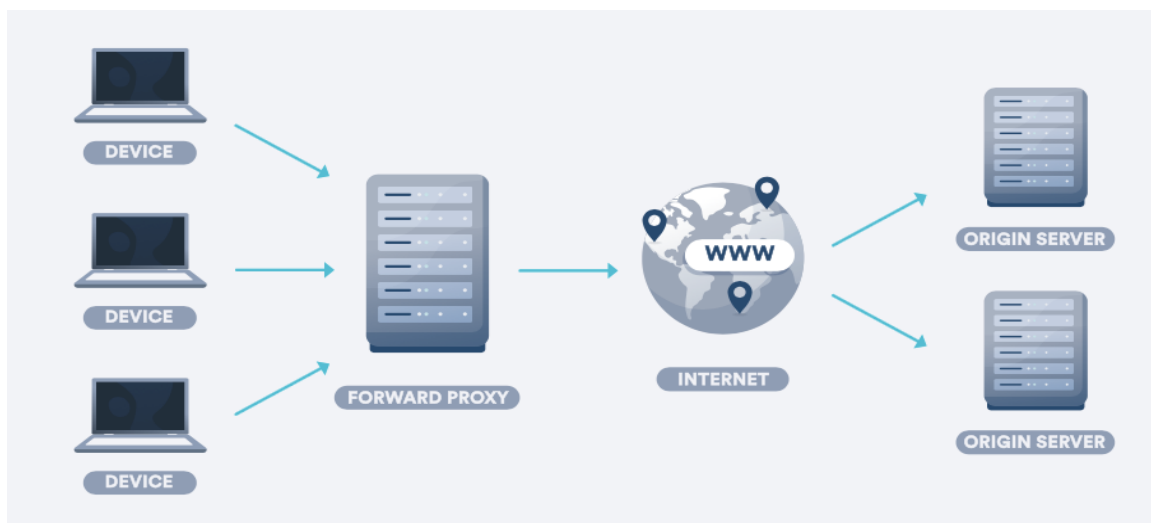 DEVICE
DEVICE
DEVICE
FORWARD PROXY
WWW
INTERNET
ORIGIN SERVER
ORIGIN SERVER